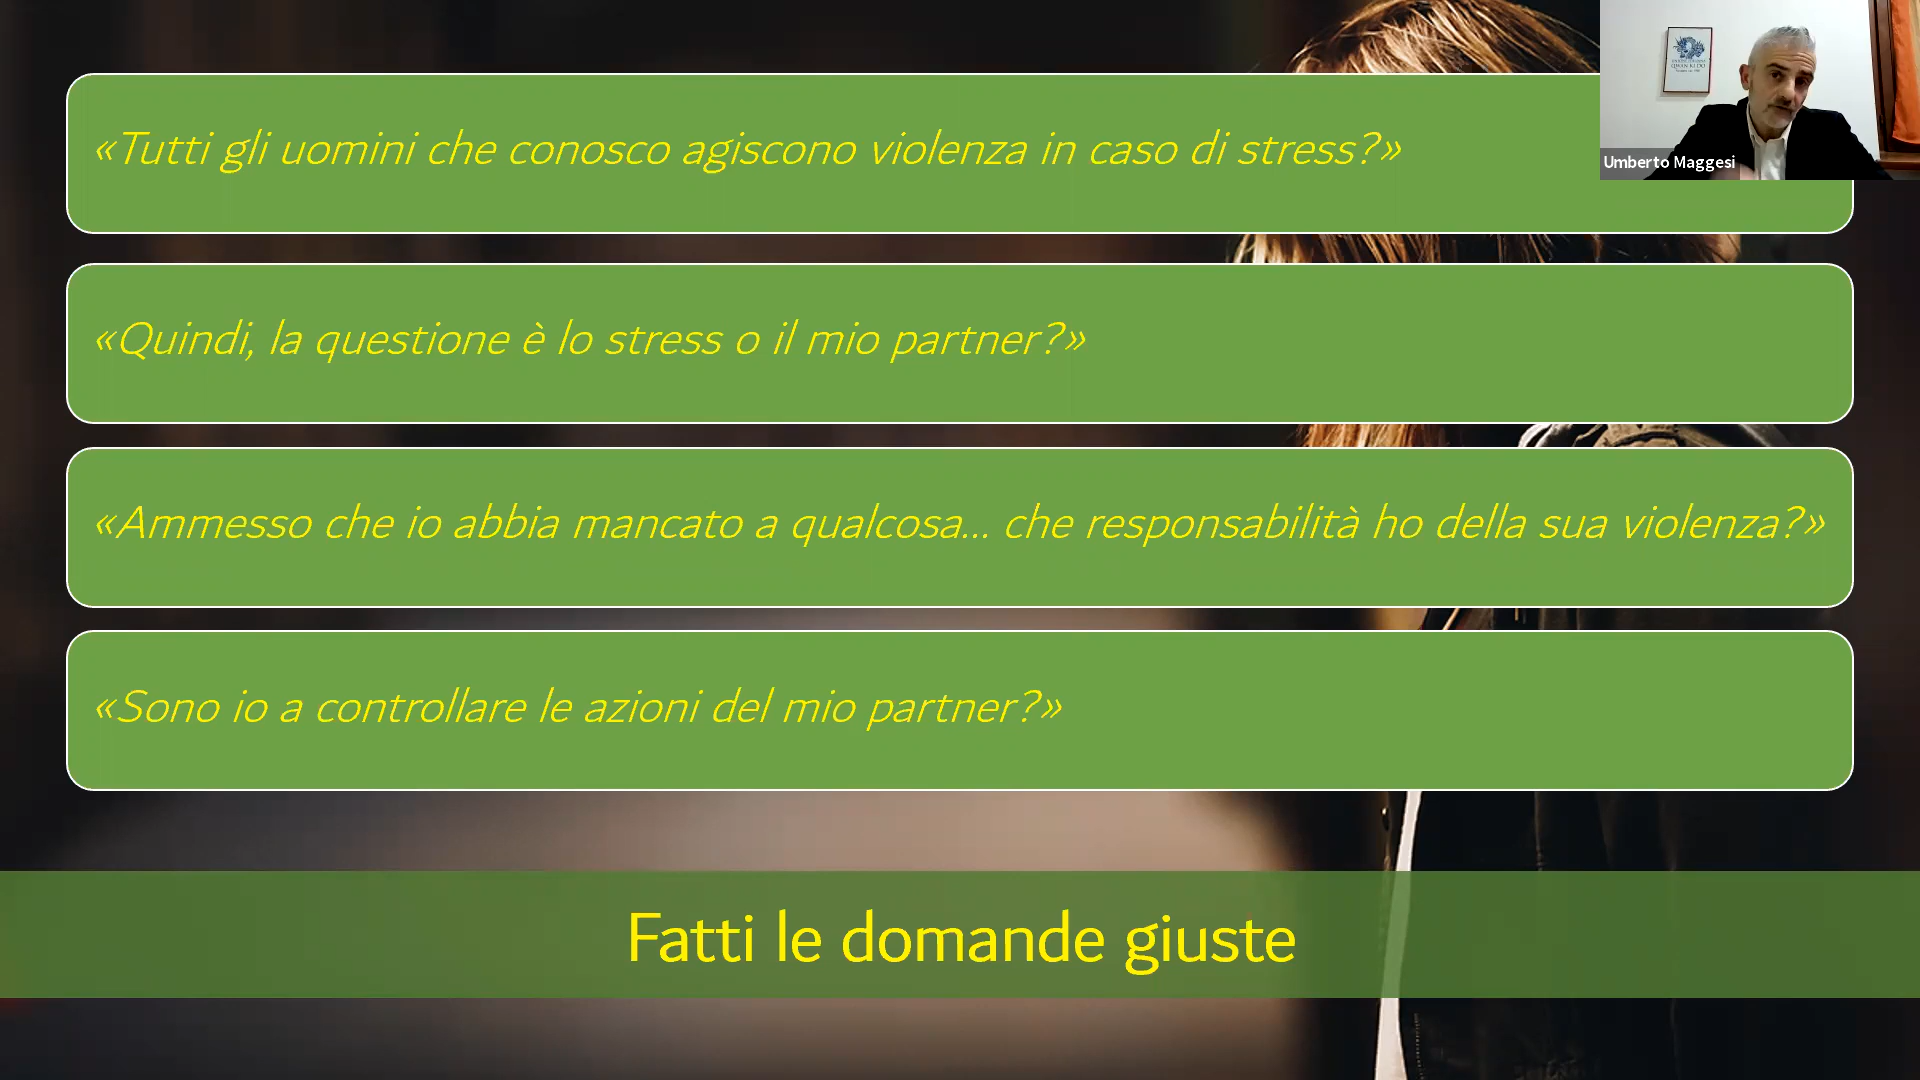 «Tutti gli uomini che conosco agiscono violenza in caso di stress?»
Umberto Maggesi
«Quindi, la questione è lo stress o il mio partner?»
«Ammesso che io abbia mancato a qualcosa... che responsabilità ho della sua violenza?»
«Sono io a controllare le azioni del mio partner?»
Fatti le domande giuste